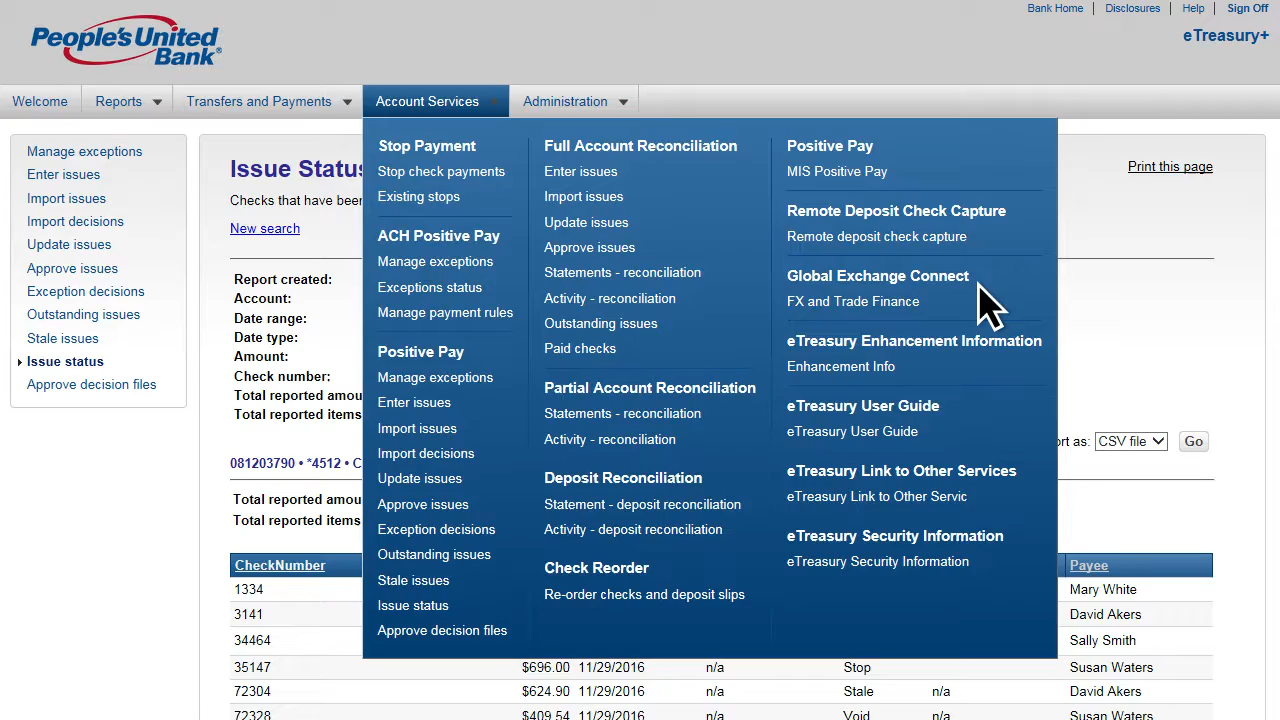 Bank Home
Disclosures
Help
Sign Off
People's United
Bank®
eTreasury+
Welcome
Reports
Transfers and Payments
Account Services
Administration
Manage exceptions
Enter issues
Import issues
Import decisions
Update issues
Approve issues
Exception decisions
Outstanding issues
Stale issues
Issue status
Approve decision files
Issue Status
Print this page
Checks that have been
New search
Report created:
Account:
Date range:
Date type:
Amount:
Check number:
Total reported amou
Total reported items
Stop Payment
Stop check payments
Existing stops
ACH Positive Pay
Manage exceptions
Exceptions status
Manage payment rules
Positive Pay
Manage exceptions
Enter issues
Import issues
Import decisions
Update issues
Approve issues
Exception decisions
Outstanding issues
Stale issues
Issue status
Approve decision files
Full Account Reconciliation
Enter issues
Import issues
Update issues
Approve issues
Statements - reconciliation
Activity - reconciliation
Outstanding issues
Paid checks
Partial Account Reconciliation
Statements - reconciliation
Activity - reconciliation
Deposit Reconciliation
Statement - deposit reconciliation
Activity - deposit reconciliation
Check Reorder
Re-order checks and deposit slips
Positive Pay
MIS Positive Pay
Remote Deposit Check Capture
Remote deposit check capture
Global Exchange Connect
FX and Trade Finance
eTreasury Enhancement Information
Enhancement Info
eTreasury User Guide
eTreasury User Guide
eTreasury Link to Other Services
eTreasury Link to Other Servic
eTreasury Security Information
eTreasury Security Information
ort as: CSV file Go
081203790 • *4512 • C
Total reported amou
Total reported items
CheckNumber Payee
1334 Mary White
3141 David Akers
34464 Sally Smith
35147 $696.00 11/29/2016 n/a Stop Susan Waters
72304 $624.90 11/29/2016 n/a Stale n/a David Akers
72328 $409.54 11/29/2016 n/a Void n/a Susan Waters